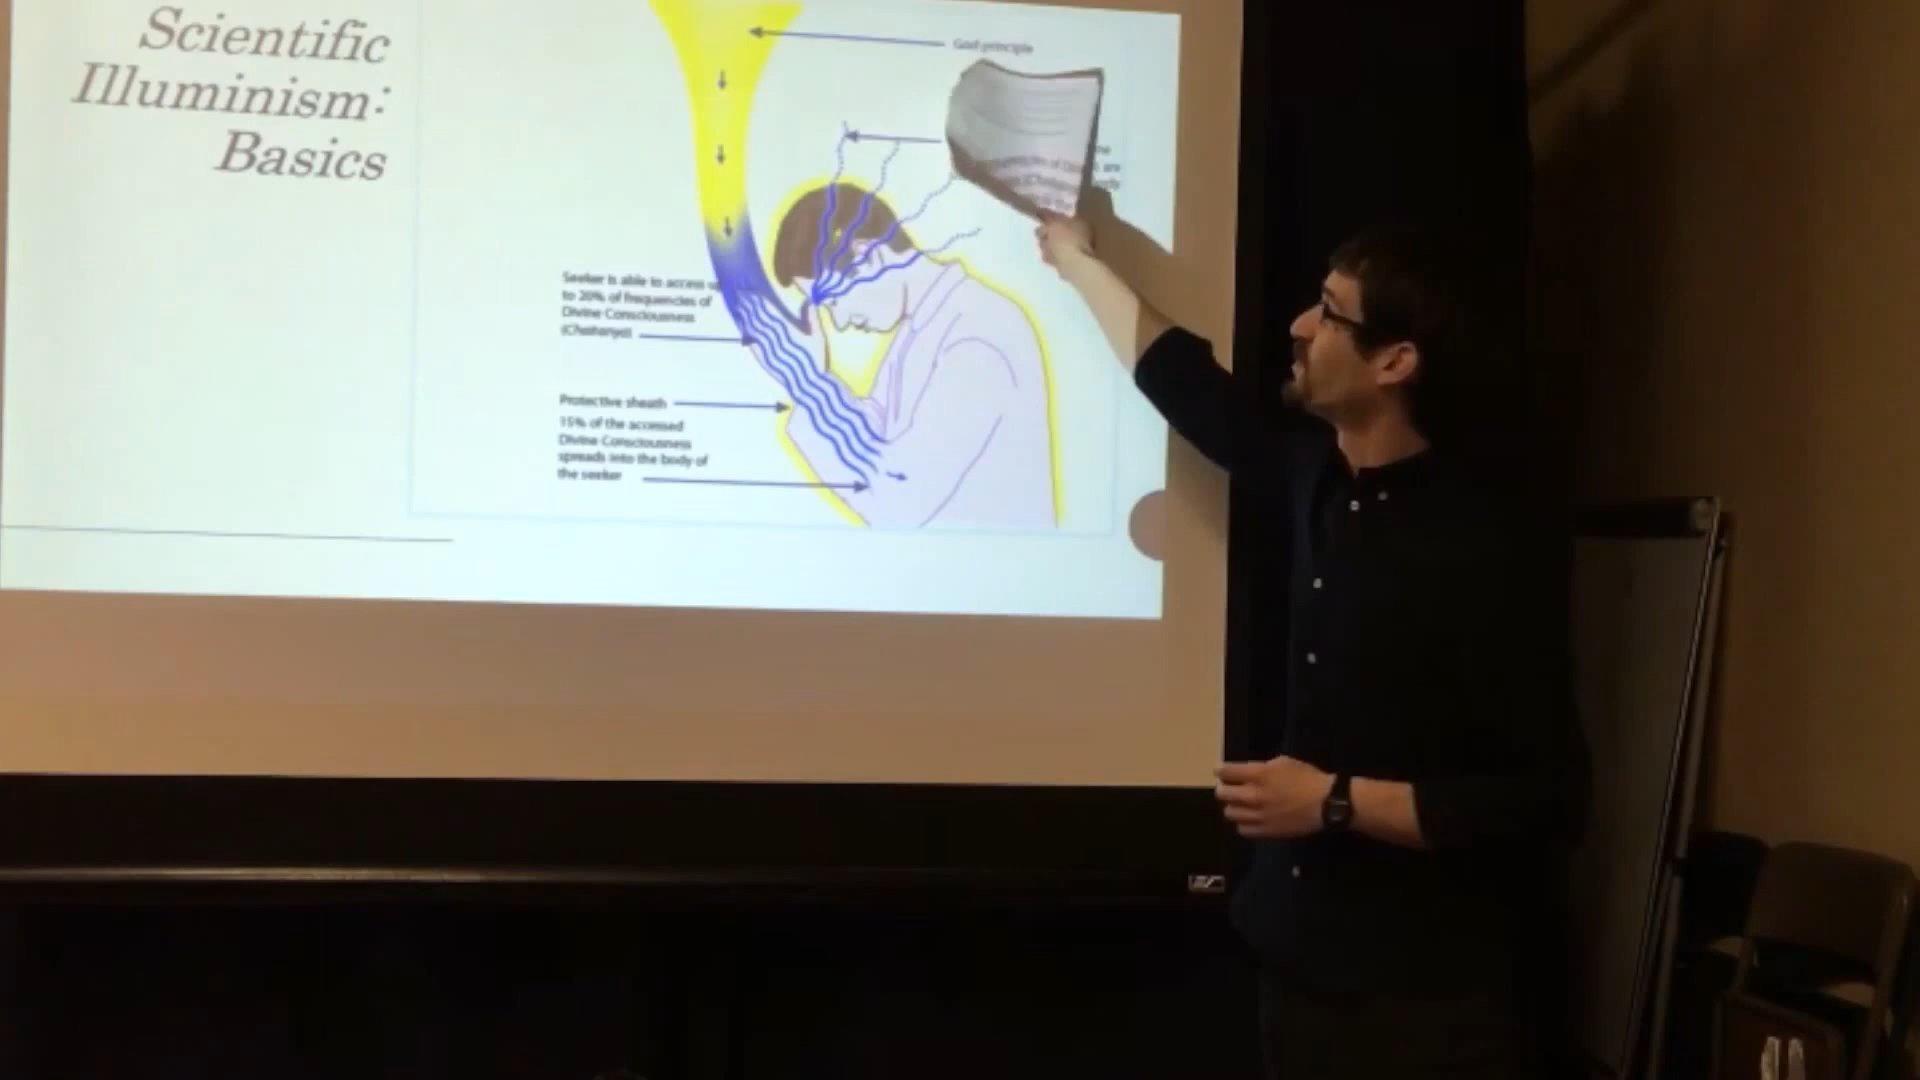 Scientific
Illuminism:
Basics
God principle
Seeker is able to access
to 20% of frequencies of
Divine Consciousness
(Chaitanya)
Protective sheath
15% of the accessed
Divine Consciousness
spreads into the body of
the seeker